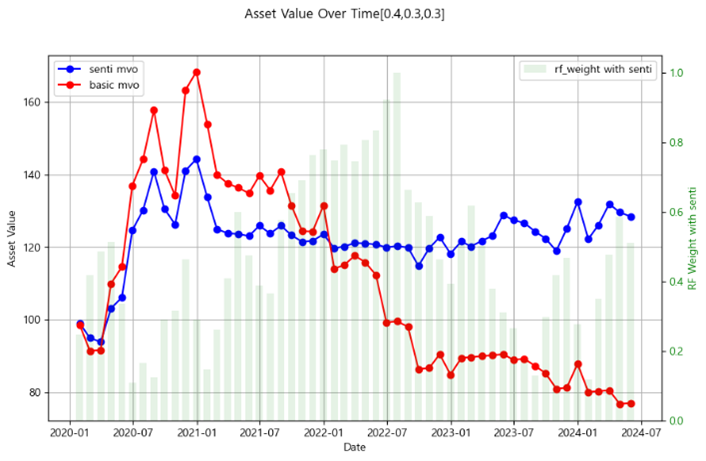 Asset Value Over Time[0.4,0.3,0.3]
senti mvo
basic mvo
rf_weight with senti
Asset Value
160
140
120
100
80
RF Weight with senti
1.0
0.8
0.6
0.4
0.2
0.0
2020-01 2020-07 2021-01 2021-07 2022-01 2022-07 2023-01 2023-07 2024-01 2024-07
Date